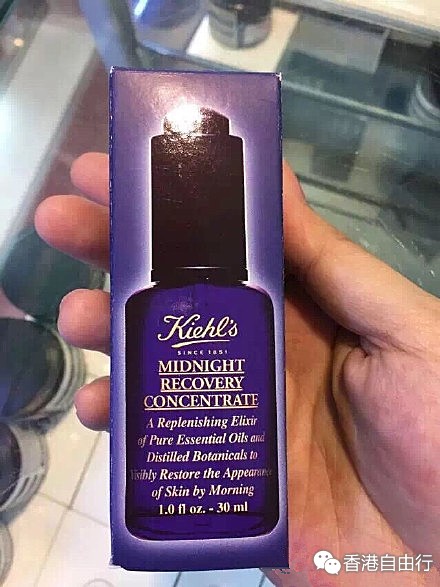 Kiehl's
SINCE 1851
MIDNIGHT
RECOVERY
CONCENTRATE
A Replenishing Elixir
of Pure Essential Oils and
Distilled Botanicals to
Visibly Restore the Appearance
of Skin by Morning
1.0 fl oz. - 30 ml
香港自由行